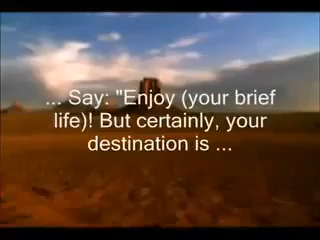 ... Say: "Enjoy (your brief
life)! But certainly, your
destination is ...